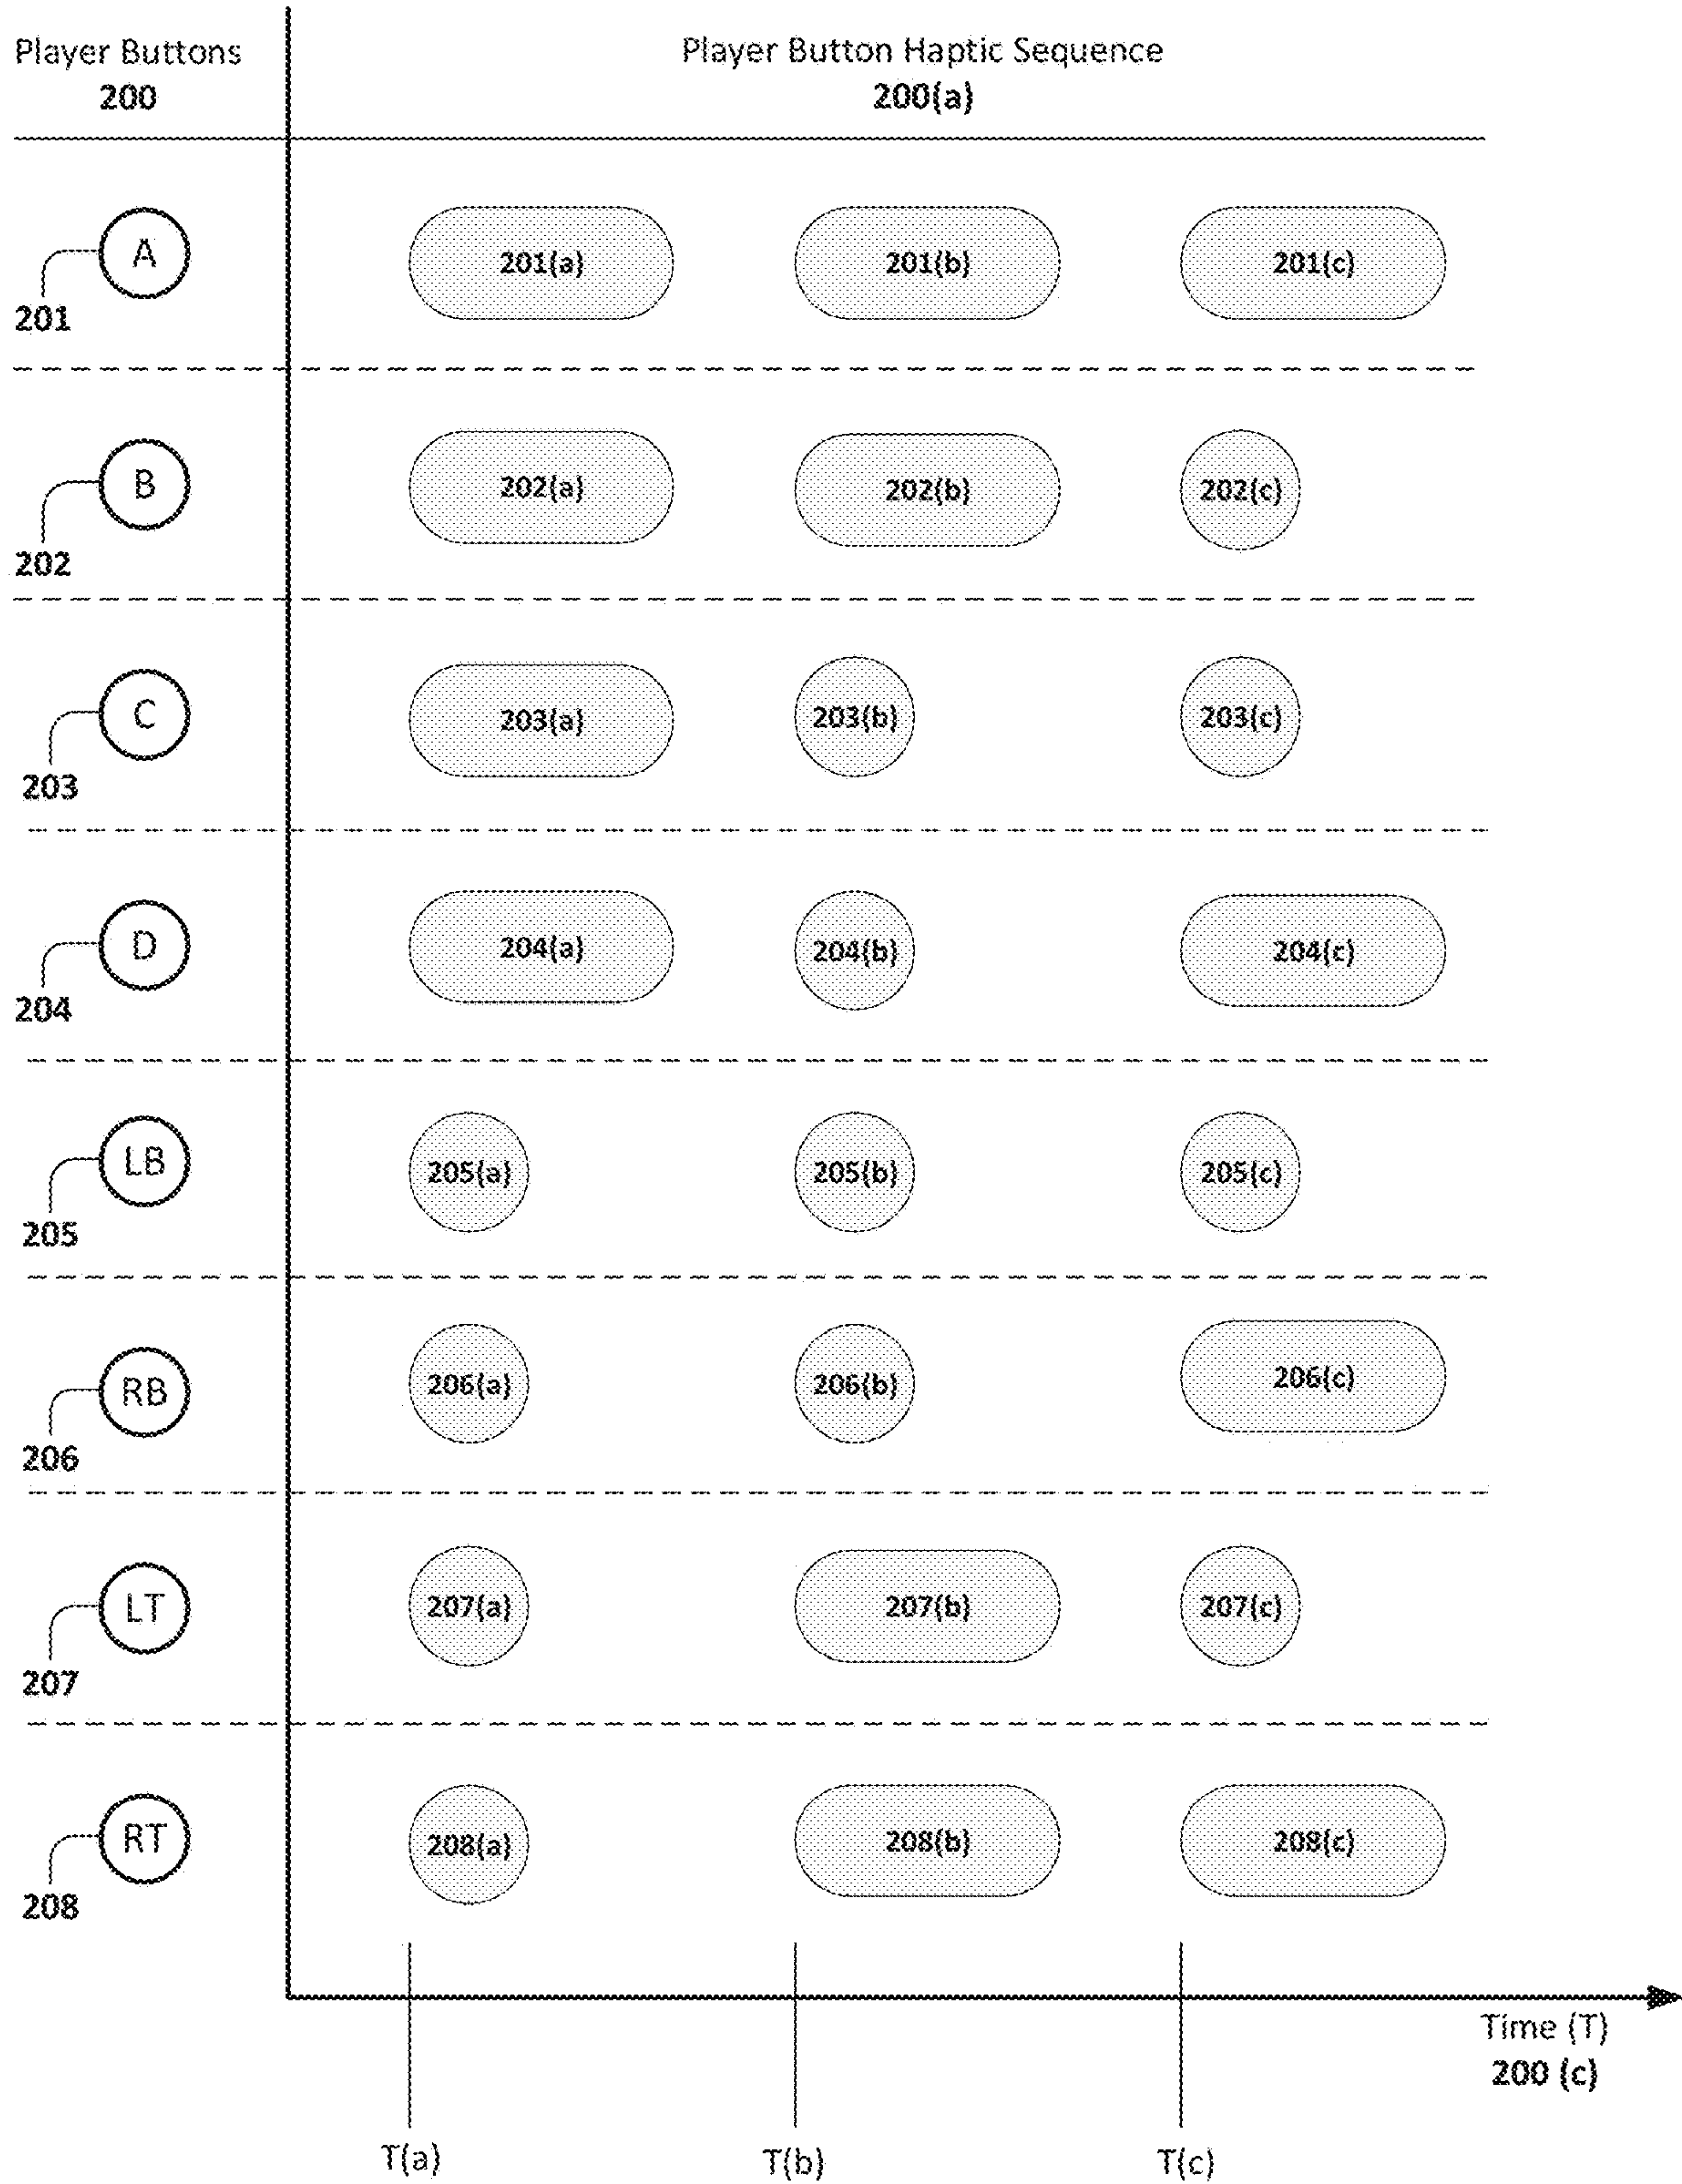 Player Buttons
200
Player Button Haptic Sequence
200(a)
A
201
201(a)
201(b)
201(c)
B
202
202(a)
202(b)
202(c)
C
203
203(a)
203(b)
203(c)
D
204
204(a)
204(b)
204(c)
LB
205
205(a)
205(b)
205(c)
RB
206
206(a)
206(b)
206(c)
LT
207
207(a)
207(b)
207(c)
RT
208
208(a)
208(b)
208(c)
Time (T)
200 (c)
T(a)
T(b)
T(c)